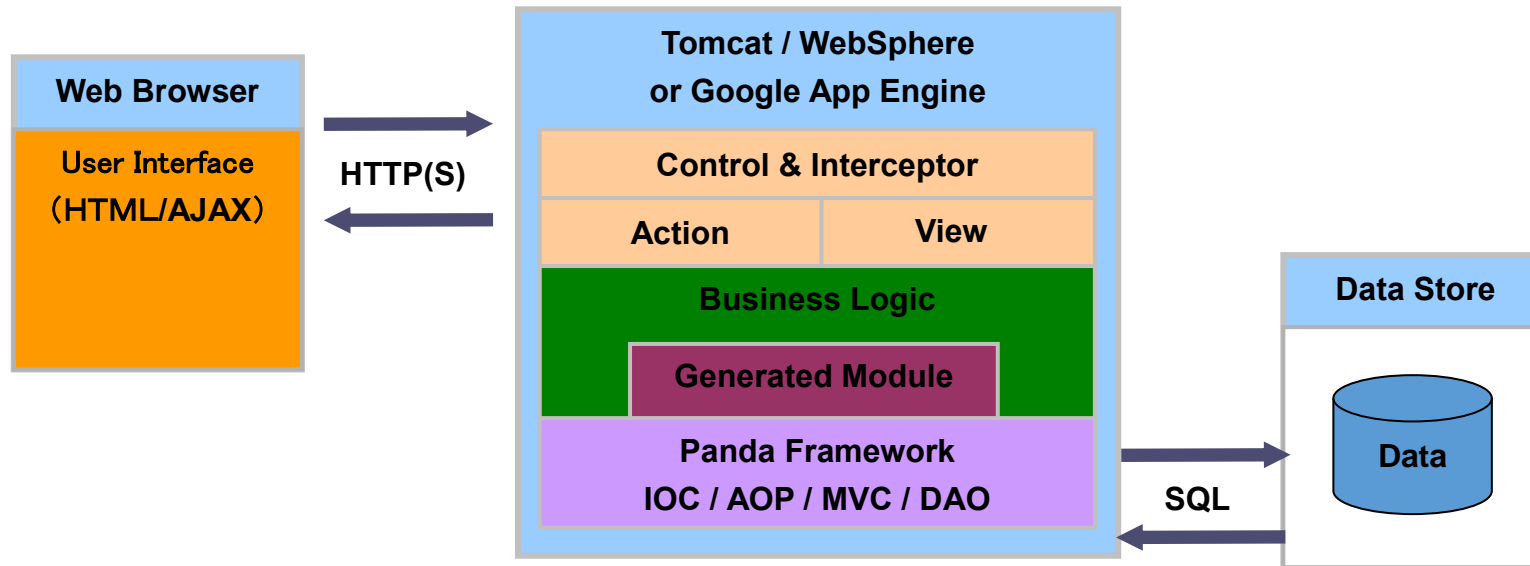 Web Browser
User Interface
（HTML/AJAX）
HTTP(S)
Tomcat / WebSphere
or Google App Engine
Control & Interceptor
Action
View
Business Logic
Generated Module
Panda Framework
IOC / AOP / MVC / DAO
SQL
Data Store
Data